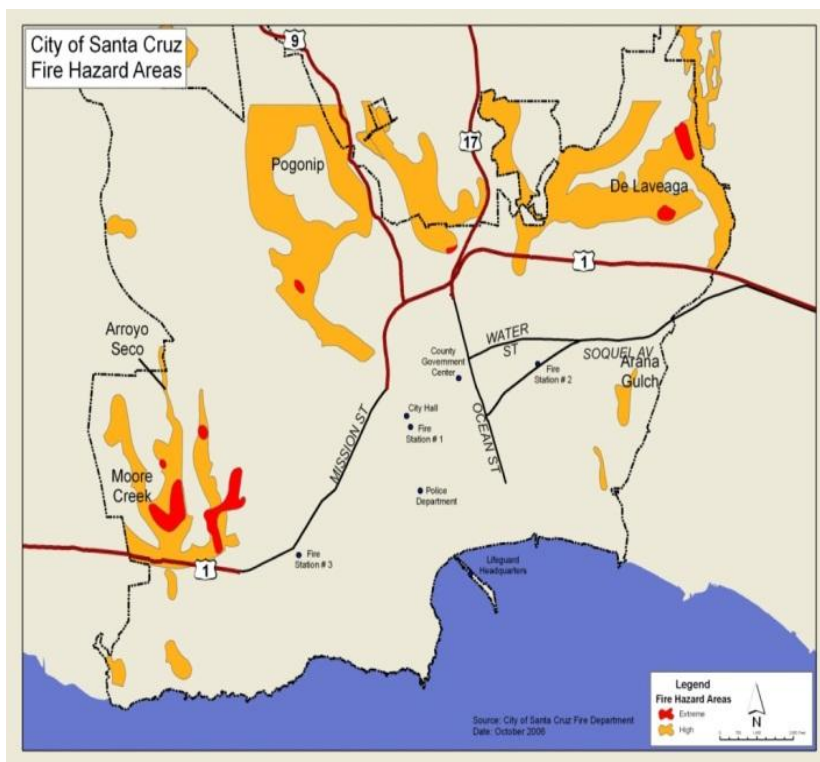 City of Santa Cruz
Fire Hazard Areas
9
17
Pogonip
De Laveaga
1
Arroyo
Seco
WATER
ST
SOQUEL AV
County
Government
Center
Fire
Station # 2
Arana
Gulch
City Hall
Fire
Station # 1
MISSION ST
OCEAN ST
Moore
Creek
Police
Department
1
Fire
Station # 3
Lifeguard
Headquarters
Source: City of Santa Cruz Fire Department
Date: October 2006
Legend
Fire Hazard Areas
Extreme
High
N